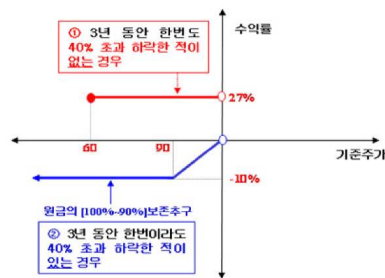 ① 3년 동안 한번도
40% 초과 하락한 적이
없는 경우
수익률
27%
60
90
기준주가
-10%
원금의 [100%~90%]보존추구
② 3년 동안 한번이라도
40% 초과 하락한 적이
있는 경우